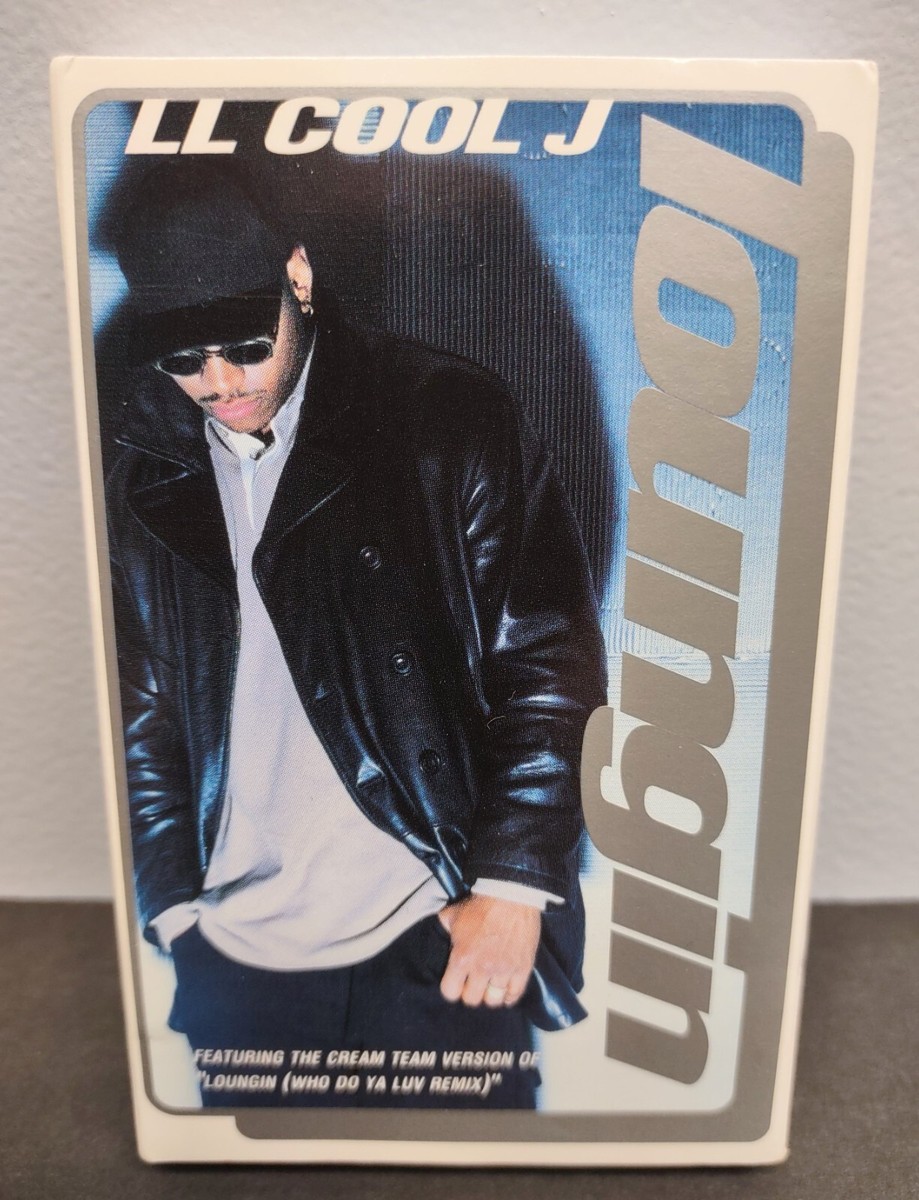 LL COOL J
loungin
FEATURING THE CREAM TEAM VERSION OF
"LOUNGIN (WHO DO YA LUV REMIX)"